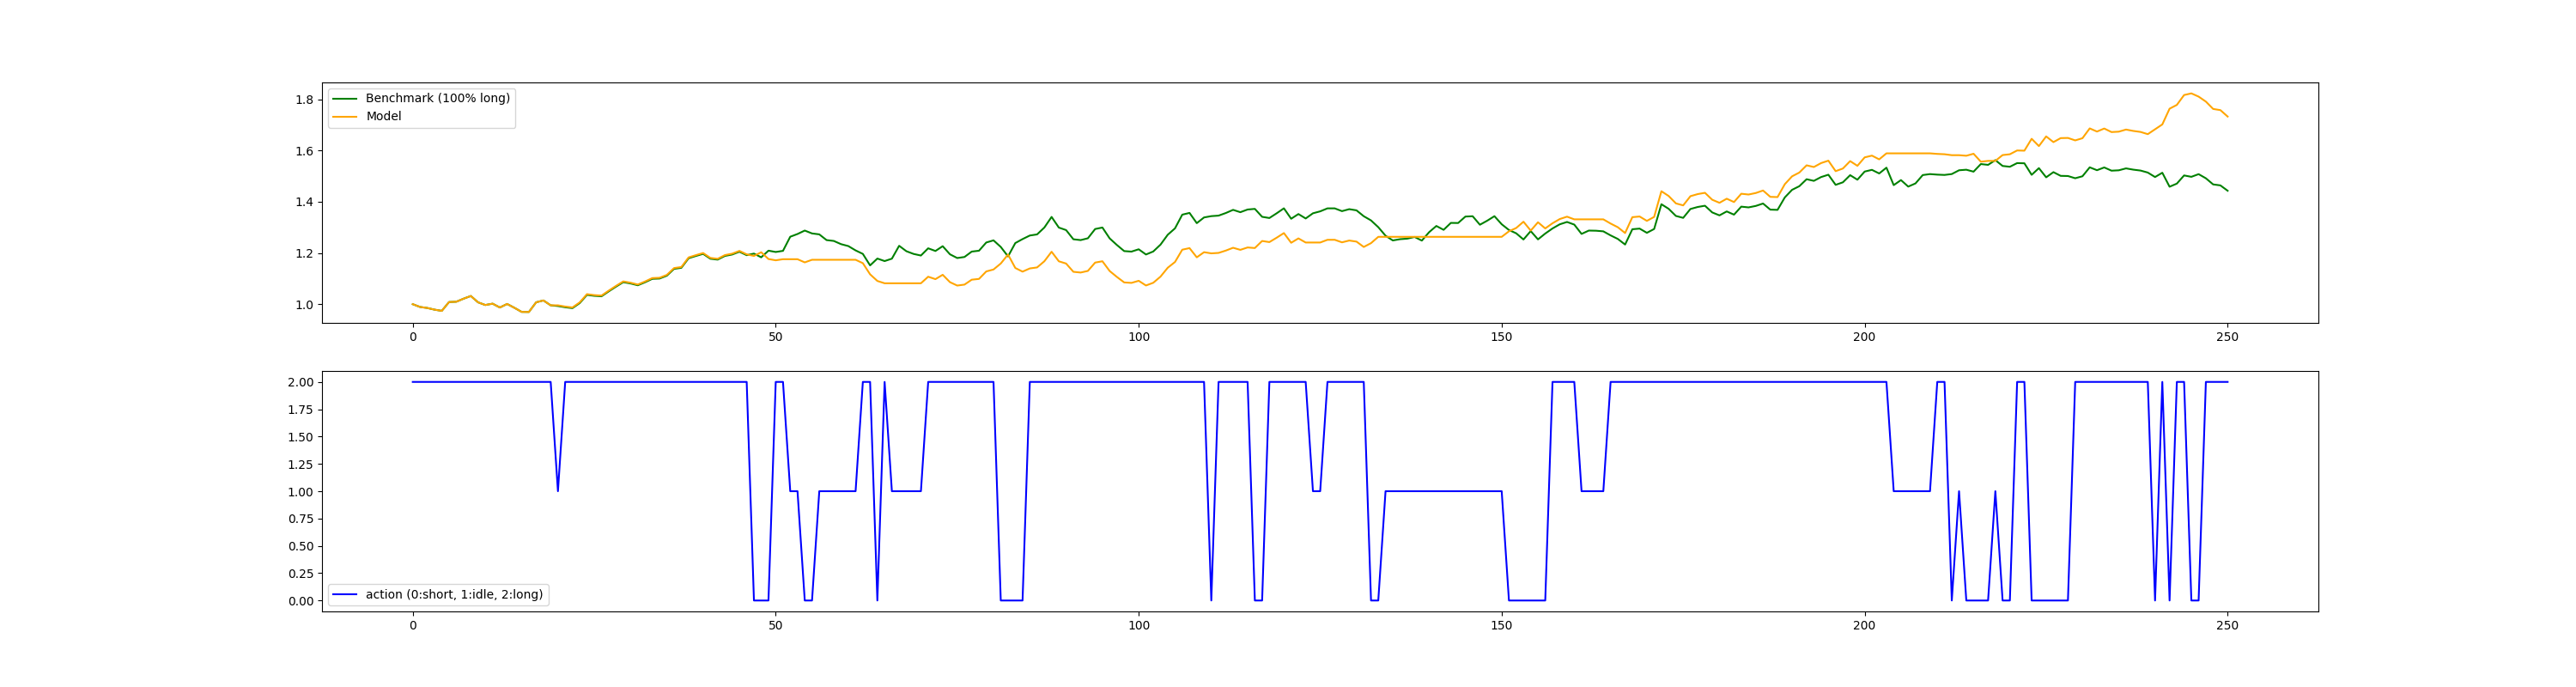 1.8
1.6
1.4
1.2
1.0
Benchmark (100% long)
Model
0 50 100 150 200 250
2.00
1.75
1.50
1.25
1.00
0.75
0.50
0.25
0.00
action (0:short, 1:idle, 2:long)
0 50 100 150 200 250